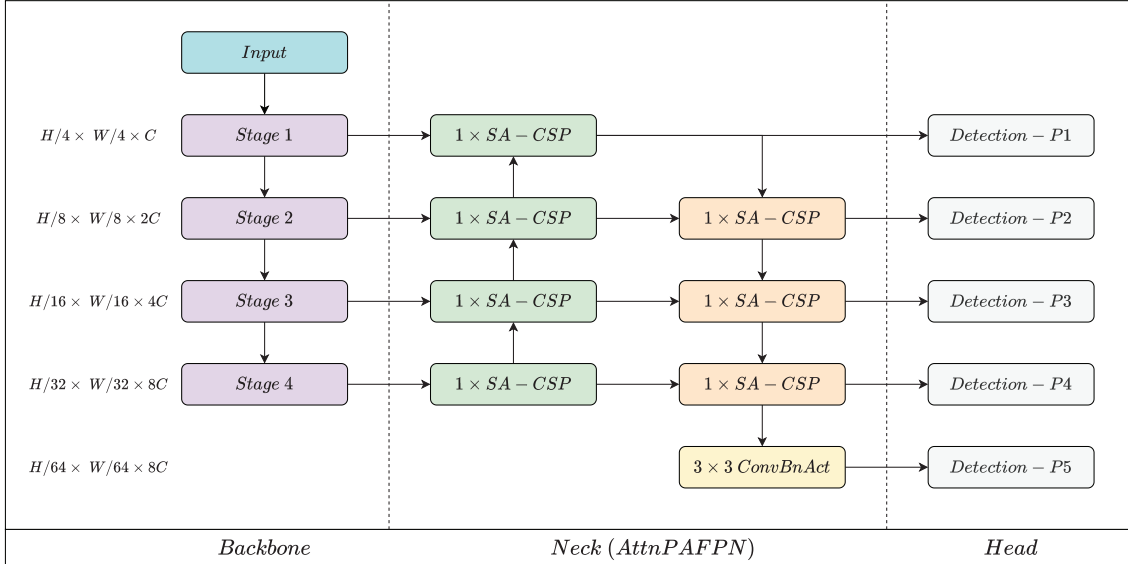 Input
H/4 × W/4 × C
Stage 1
1 × SA − CSP
Detection − P1
H/8 × W/8 × 2C
Stage 2
1 × SA − CSP
1 × SA − CSP
Detection − P2
H/16 × W/16 × 4C
Stage 3
1 × SA − CSP
1 × SA − CSP
Detection − P3
H/32 × W/32 × 8C
Stage 4
1 × SA − CSP
1 × SA − CSP
Detection − P4
H/64 × W/64 × 8C
3 × 3 ConvBnAct
Detection − P5
Backbone
Neck (AttnPAFPN)
Head